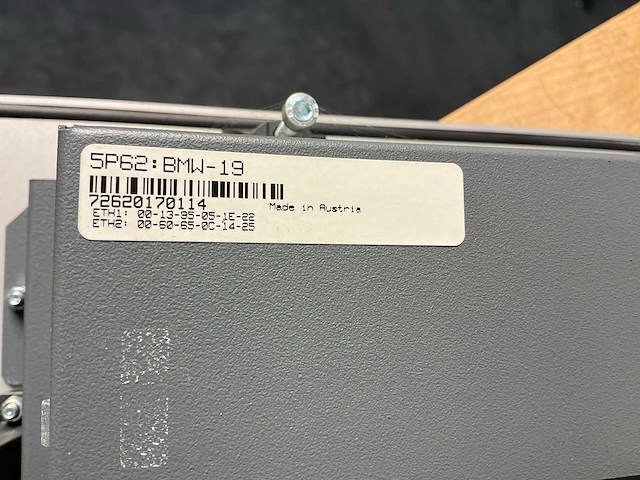 5P62:BMW-19
72620170114
Made in Austria
ETH1: 00-13-95-05-1E-22
ETH2: 00-60-65-0C-14-25